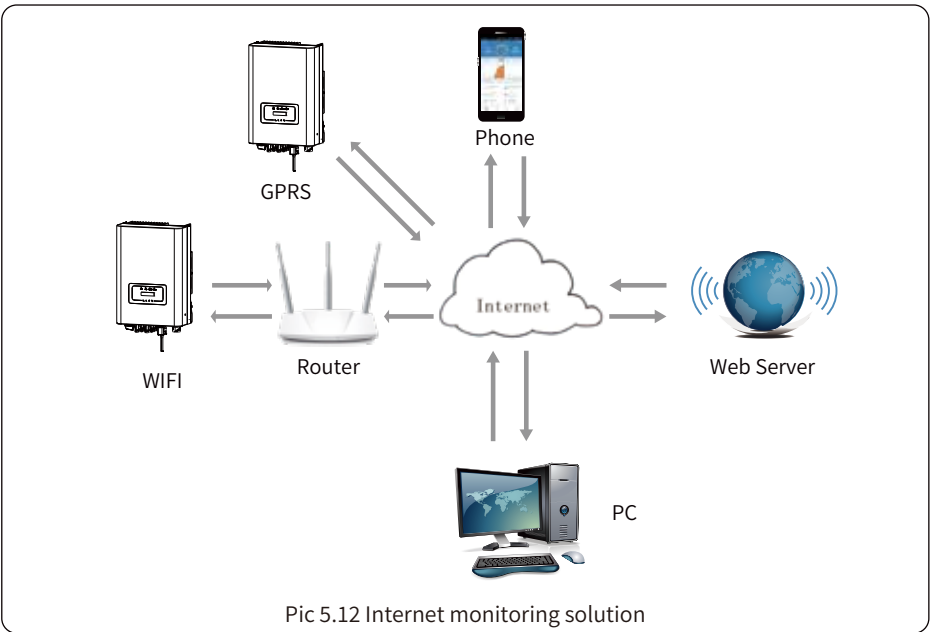 Phone
GPRS
Internet
Router
Web Server
WIFI
PC
Pic 5.12 Internet monitoring solution